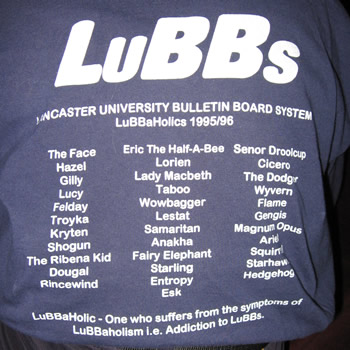 LuBBs
LANCASTER UNIVERSITY BULLETIN BOARD SYSTEM
LuBBaHolics 1995/96
The Face
Hazel
Gilly
Lucy
Felday
Troyka
Kryten
Shogun
The Ribena Kid
Dougal
Rincewind
Eric The Half-A-Bee
Lorien
Lady Macbeth
Taboo
Wowbagger
Lestat
Samaritan
Anakha
Fairy Elephant
Starling
Entropy
Esk
Senor Droolcup
Cicero
The Dodger
Wyvern
Flame
Gengis
Magnum Opus
Ariel
Squirrel
Starhawk
Hedgehog
LuBBaHolic - One who suffers from the symptoms of
LuBBaholism i.e. Addiction to LuBBs.